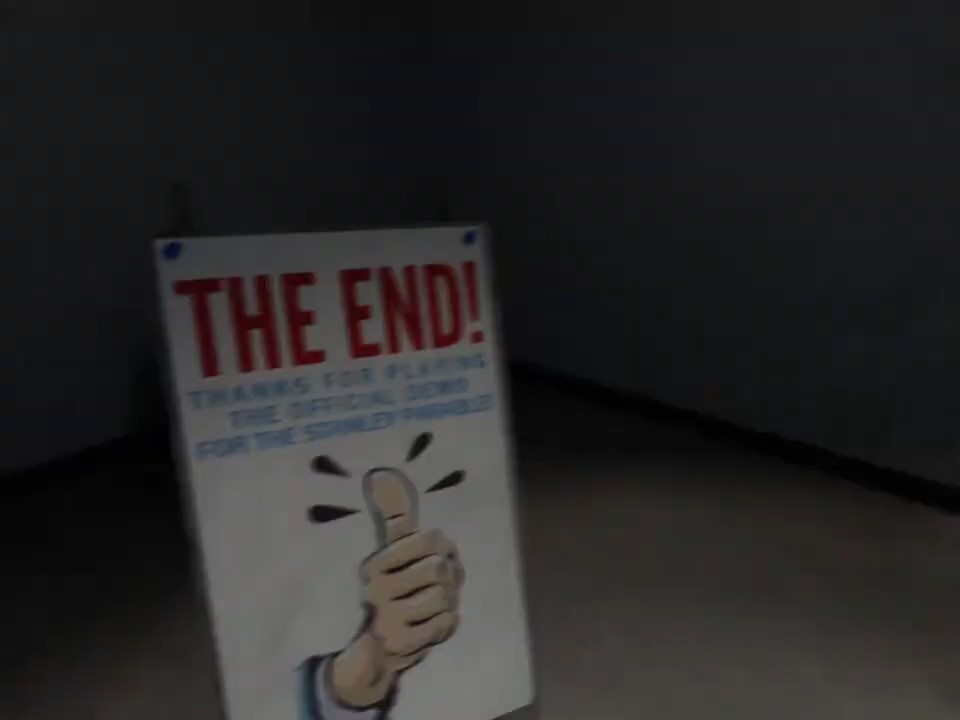 THE END!
THANKS FOR PLAYING
THE OFFICIAL DEMO
FOR THE STANLEY PARABLE!